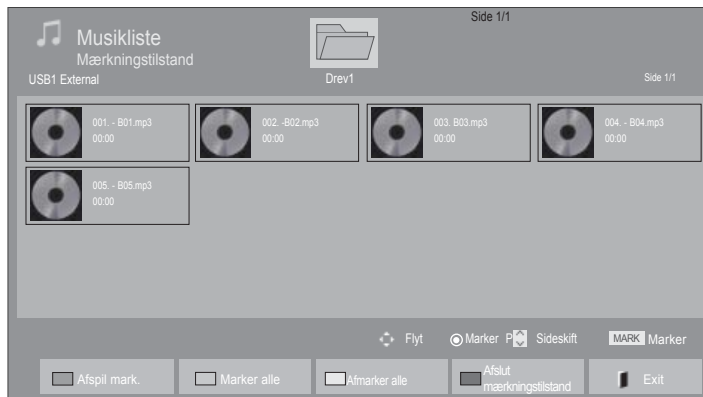 Side 1/1
Musikliste
Mærkningstilstand
USB1 External
Drev1
Side 1/1
001. - B01.mp3
00:00
002. -B02.mp3
00:00
003. B03.mp3
00:00
004. - B04.mp3
00:00
005. - B05.mp3
00:00
Flyt
Marker
P
Sideskift
MARK Marker
Afspil mark.
Marker alle
Afmarker alle
Afslut
mærkningstilstand
Exit